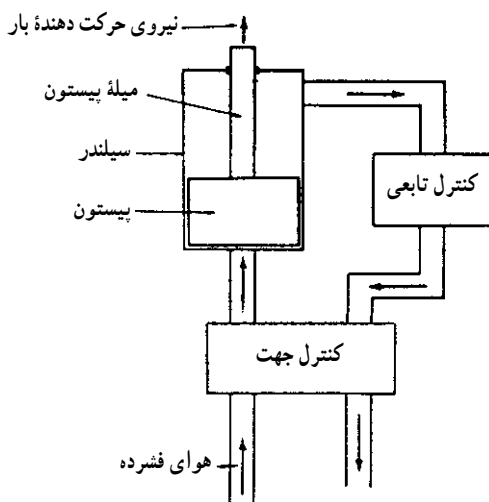 نیروی حرکت دهندهٔ بار
میلهٔ پیستون
سیلندر
پیستون
کنترل تابعی
کنترل جهت
هوای فشرده